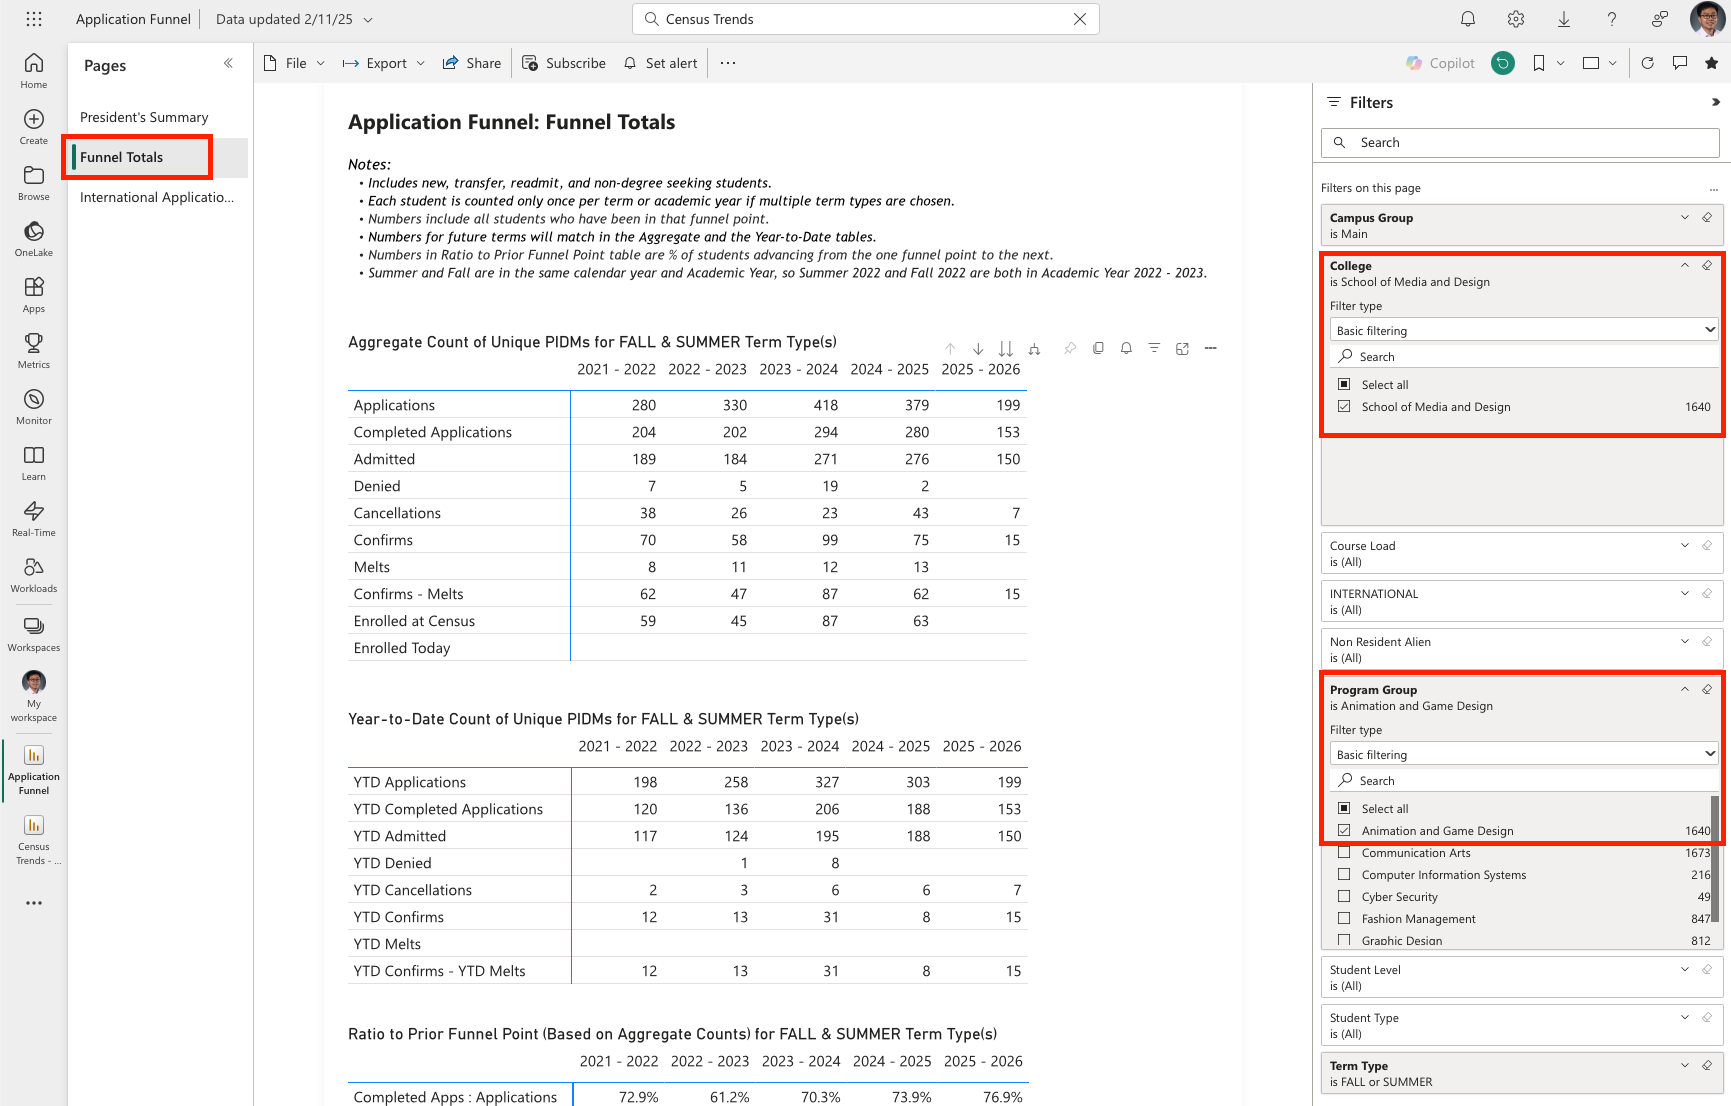 Application Funnel
Data updated 2/11/25
Census Trends
Home
Create
Browse
OneLake
Apps
Metrics
Monitor
Learn
Real-Time
Workloads
Workspaces
My workspace
Application Funnel
Census Trends - ...
Pages
President's Summary
Funnel Totals
International Applicatio...
File
Export
Share
Subscribe
Set alert
Copilot
Application Funnel: Funnel Totals
Notes:
• Includes new, transfer, readmit, and non-degree seeking students.
• Each student is counted only once per term or academic year if multiple term types are chosen.
• Numbers include all students who have been in that funnel point.
• Numbers for future terms will match in the Aggregate and the Year-to-Date tables.
• Numbers in Ratio to Prior Funnel Point table are % of students advancing from the one funnel point to the next.
• Summer and Fall are in the same calendar year and Academic Year, so Summer 2022 and Fall 2022 are both in Academic Year 2022 - 2023.
Aggregate Count of Unique PIDMs for FALL & SUMMER Term Type(s)
2021 - 2022 2022 - 2023 2023 - 2024 2024 - 2025 2025 - 2026
Applications 280 330 418 379 199
Completed Applications 204 202 294 280 153
Admitted 189 184 271 276 150
Denied 7 5 19 2
Cancellations 38 26 23 43 7
Confirms 70 58 99 75 15
Melts 8 11 12 13
Confirms - Melts 62 47 87 62 15
Enrolled at Census 59 45 87 63
Enrolled Today
Year-to-Date Count of Unique PIDMs for FALL & SUMMER Term Type(s)
2021 - 2022 2022 - 2023 2023 - 2024 2024 - 2025 2025 - 2026
YTD Applications 198 258 327 303 199
YTD Completed Applications 120 136 206 188 153
YTD Admitted 117 124 195 188 150
YTD Denied 1 8
YTD Cancellations 2 3 6 6 7
YTD Confirms 12 13 31 8 15
YTD Melts
YTD Confirms - YTD Melts 12 13 31 8 15
Ratio to Prior Funnel Point (Based on Aggregate Counts) for FALL & SUMMER Term Type(s)
2021 - 2022 2022 - 2023 2023 - 2024 2024 - 2025 2025 - 2026
Completed Apps : Applications 72.9% 61.2% 70.3% 73.9% 76.9%
Filters
Search
Filters on this page
Campus Group
is Main
College
is School of Media and Design
Filter type
Basic filtering
Search
Select all
School of Media and Design 1640
Course Load
is (All)
INTERNATIONAL
is (All)
Non Resident Alien
is (All)
Program Group
is Animation and Game Design
Filter type
Basic filtering
Search
Select all
Animation and Game Design 1640
Communication Arts 1673
Computer Information Systems 216
Cyber Security 49
Fashion Management 847
Graphic Design 812
Student Level
is (All)
Student Type
is (All)
Term Type
is FALL or SUMMER